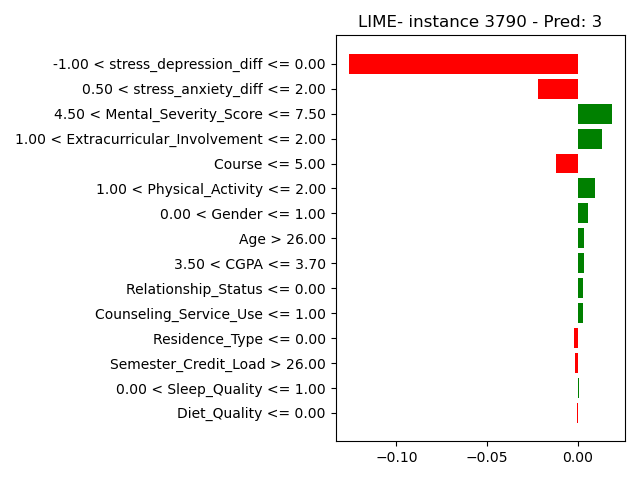 LIME- instance 3790 - Pred: 3
-1.00 < stress_depression_diff <= 0.00
0.50 < stress_anxiety_diff <= 2.00
4.50 < Mental_Severity_Score <= 7.50
1.00 < Extracurricular_Involvement <= 2.00
Course <= 5.00
1.00 < Physical_Activity <= 2.00
0.00 < Gender <= 1.00
Age > 26.00
3.50 < CGPA <= 3.70
Relationship_Status <= 0.00
Counseling_Service_Use <= 1.00
Residence_Type <= 0.00
Semester_Credit_Load > 26.00
0.00 < Sleep_Quality <= 1.00
Diet_Quality <= 0.00
−0.10 −0.05 0.00